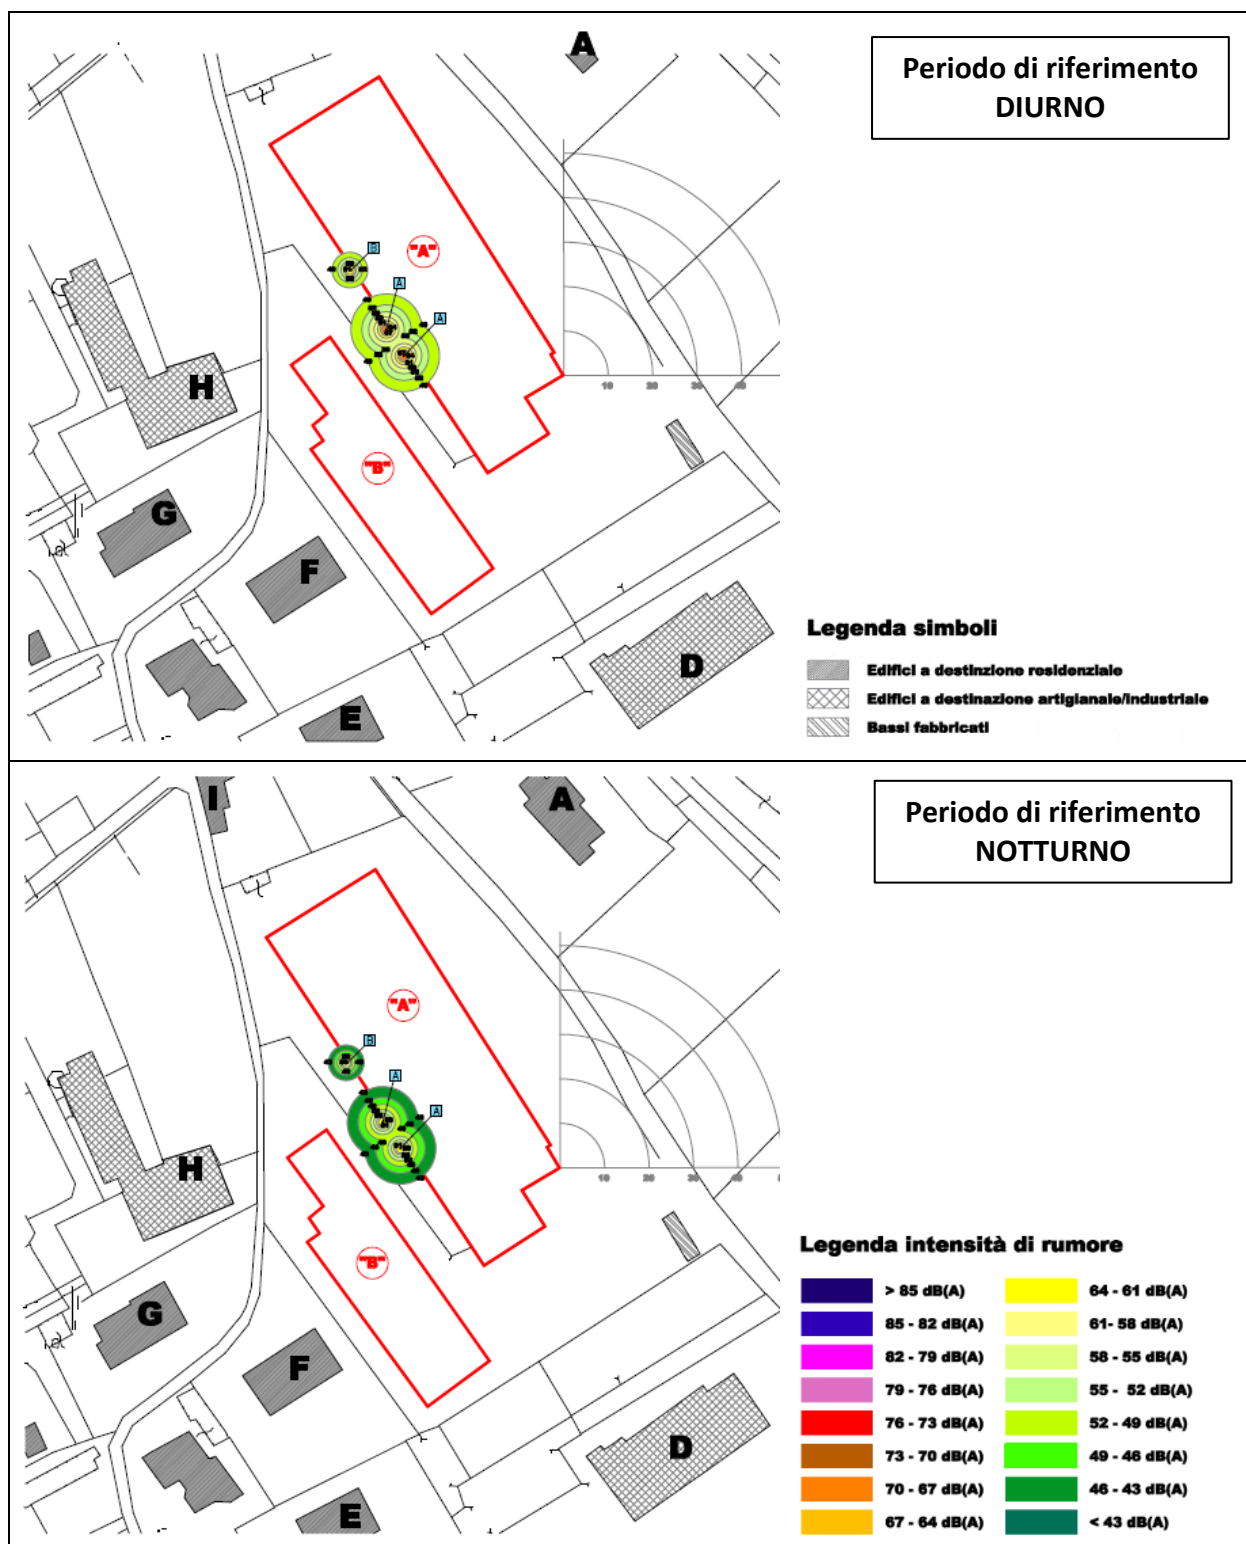 A
Periodo di riferimento
DIURNO
"A"
B
A
A
10
20
30
40
H
"B"
G
F
D
E
Legenda simboli
Edifici a destinzione residenziale
Edifici a destinazione artigianale/industriale
Bassi fabbricati
I
A
Periodo di riferimento
NOTTURNO
"A"
B
A
A
10
20
30
40
H
"B"
G
F
D
E
Legenda intensità di rumore
> 85 dB(A)
85 - 82 dB(A)
82 - 79 dB(A)
79 - 76 dB(A)
76 - 73 dB(A)
73 - 70 dB(A)
70 - 67 dB(A)
67 - 64 dB(A)
64 - 61 dB(A)
61- 58 dB(A)
58 - 55 dB(A)
55 - 52 dB(A)
52 - 49 dB(A)
49 - 46 dB(A)
46 - 43 dB(A)
< 43 dB(A)